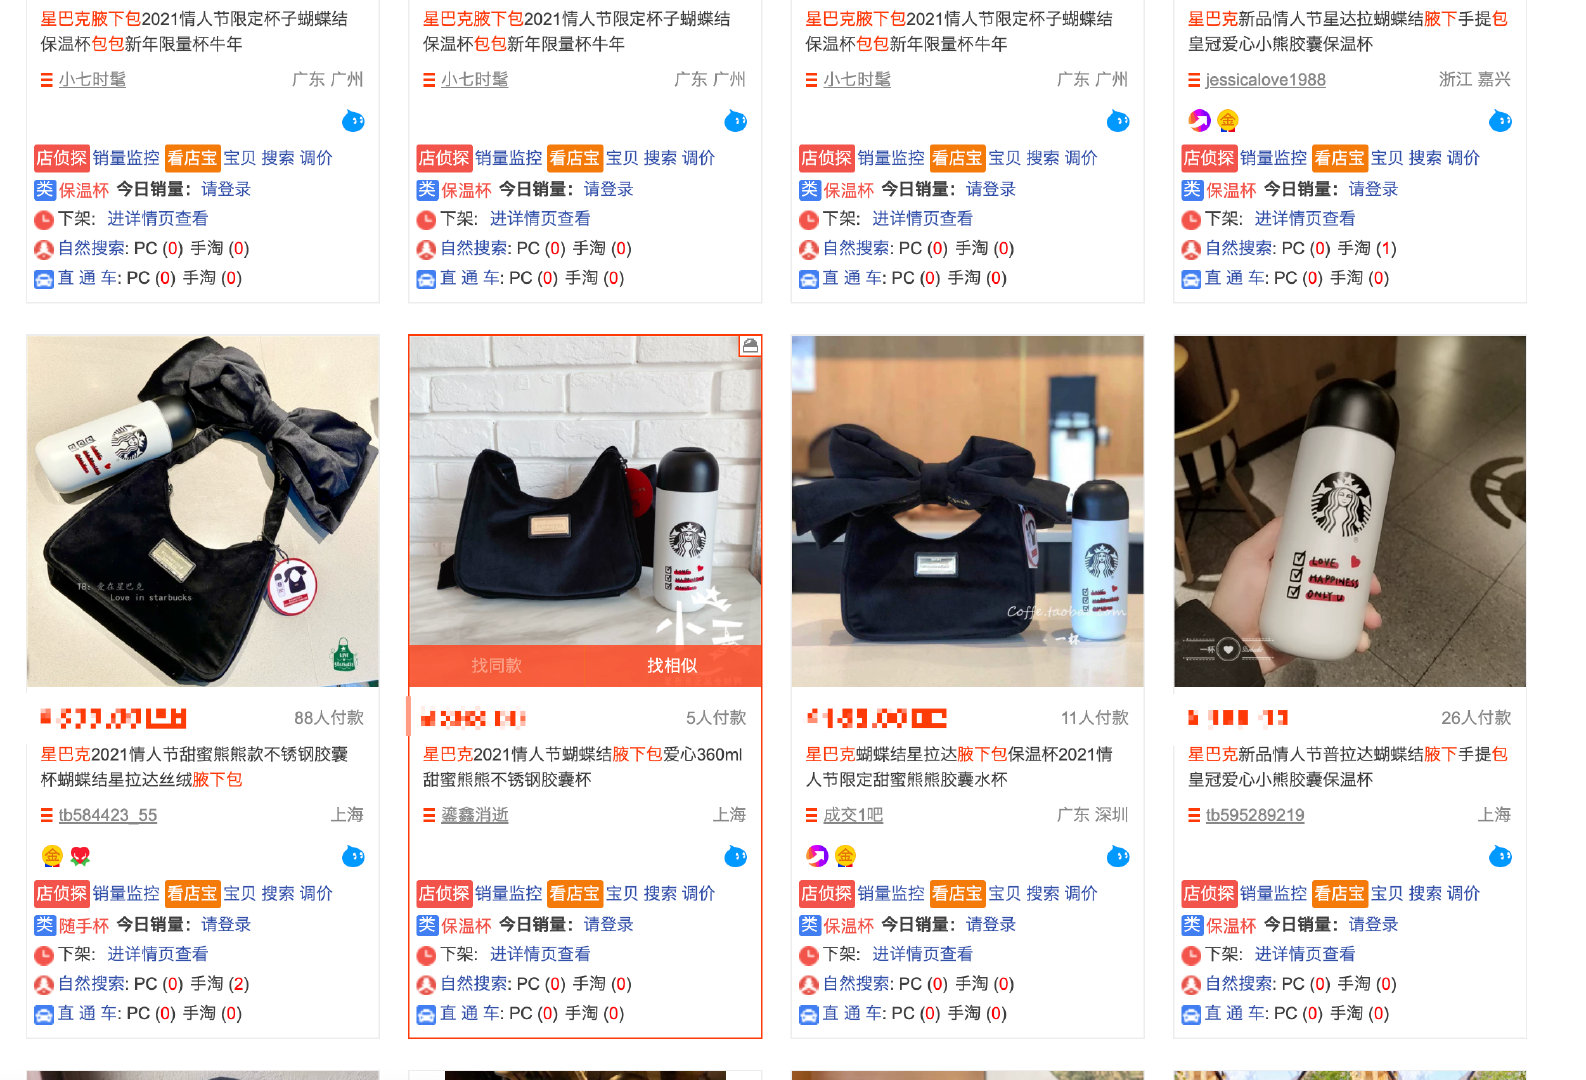 星巴克腋下包2021情人节限定杯子蝴蝶结
保温杯包包新年限量杯牛年
小七时髦 广东 广州
店侦探 销量监控 看店宝 宝贝 搜索 调价
类 保温杯 今日销量： 请登录
下架： 进详情页查看
自然搜索: PC (0) 手淘 (0)
直 通 车: PC (0) 手淘 (0)
星巴克腋下包2021情人节限定杯子蝴蝶结
保温杯包包新年限量杯牛年
小七时髦 广东 广州
店侦探 销量监控 看店宝 宝贝 搜索 调价
类 保温杯 今日销量： 请登录
下架： 进详情页查看
自然搜索: PC (0) 手淘 (0)
直 通 车: PC (0) 手淘 (0)
星巴克腋下包2021情人节限定杯子蝴蝶结
保温杯包包新年限量杯牛年
小七时髦 广东 广州
店侦探 销量监控 看店宝 宝贝 搜索 调价
类 保温杯 今日销量： 请登录
下架： 进详情页查看
自然搜索: PC (0) 手淘 (0)
直 通 车: PC (0) 手淘 (0)
星巴克新品情人节星达拉蝴蝶结腋下手提包
皇冠爱心小熊胶囊保温杯
jessicalove1988 浙江 嘉兴
金
店侦探 销量监控 看店宝 宝贝 搜索 调价
类 保温杯 今日销量： 请登录
下架： 进详情页查看
自然搜索: PC (0) 手淘 (1)
直 通 车: PC (0) 手淘 (0)
TB: 爱在星巴克
Love in starbucks
88人付款
星巴克2021情人节甜蜜熊熊款不锈钢胶囊
杯蝴蝶结星拉达丝绒腋下包
tb584423_55 上海
金
店侦探 销量监控 看店宝 宝贝 搜索 调价
类 随手杯 今日销量： 请登录
下架： 进详情页查看
自然搜索: PC (0) 手淘 (2)
直 通 车: PC (0) 手淘 (0)
LOVE
HAPPINESS
ONLY U
找同款 找相似
5人付款
星巴克2021情人节蝴蝶结腋下包爱心360ml
甜蜜熊熊不锈钢胶囊杯
鎏鑫消逝 上海
店侦探 销量监控 看店宝 宝贝 搜索 调价
类 保温杯 今日销量： 请登录
下架： 进详情页查看
自然搜索: PC (0) 手淘 (0)
直 通 车: PC (0) 手淘 (0)
Coffe.taobao.com
一杯
11人付款
星巴克蝴蝶结星拉达腋下包保温杯2021情
人节限定甜蜜熊熊胶囊水杯
成交1吧 广东 深圳
金
店侦探 销量监控 看店宝 宝贝 搜索 调价
类 保温杯 今日销量： 请登录
下架： 进详情页查看
自然搜索: PC (0) 手淘 (0)
直 通 车: PC (0) 手淘 (0)
LOVE
HAPPINESS
ONLY U
一杯 Starbucks
26人付款
星巴克新品情人节普拉达蝴蝶结腋下手提包
皇冠爱心小熊胶囊保温杯
tb595289219 上海
店侦探 销量监控 看店宝 宝贝 搜索 调价
类 保温杯 今日销量： 请登录
下架： 进详情页查看
自然搜索: PC (0) 手淘 (0)
直 通 车: PC (0) 手淘 (0)